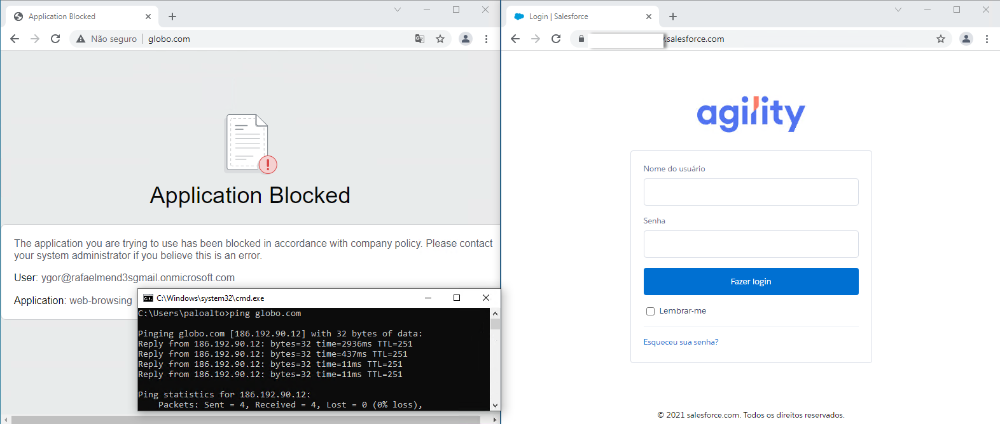 Application Blocked
Não seguro
globo.com
Application Blocked
The application you are trying to use has been blocked in accordance with company policy. Please contact
your system administrator if you believe this is an error.
User: ygor@rafaelmend3sgmail.onmicrosoft.com
Application: web-browsing
C:\Windows\system32\cmd.exe
C:\Users\paloalto>ping globo.com
Pinging globo.com [186.192.90.12] with 32 bytes of data:
Reply from 186.192.90.12: bytes=32 time=2936ms TTL=251
Reply from 186.192.90.12: bytes=32 time=437ms TTL=251
Reply from 186.192.90.12: bytes=32 time=11ms TTL=251
Reply from 186.192.90.12: bytes=32 time=11ms TTL=251
Ping statistics for 186.192.90.12:
Packets: Sent = 4, Received = 4, Lost = 0 (0% loss),
Login | Salesforce
.salesforce.com
agility
Nome do usuário
Senha
Fazer login
Lembrar-me
Esqueceu sua senha?
© 2021 salesforce.com. Todos os direitos reservados.